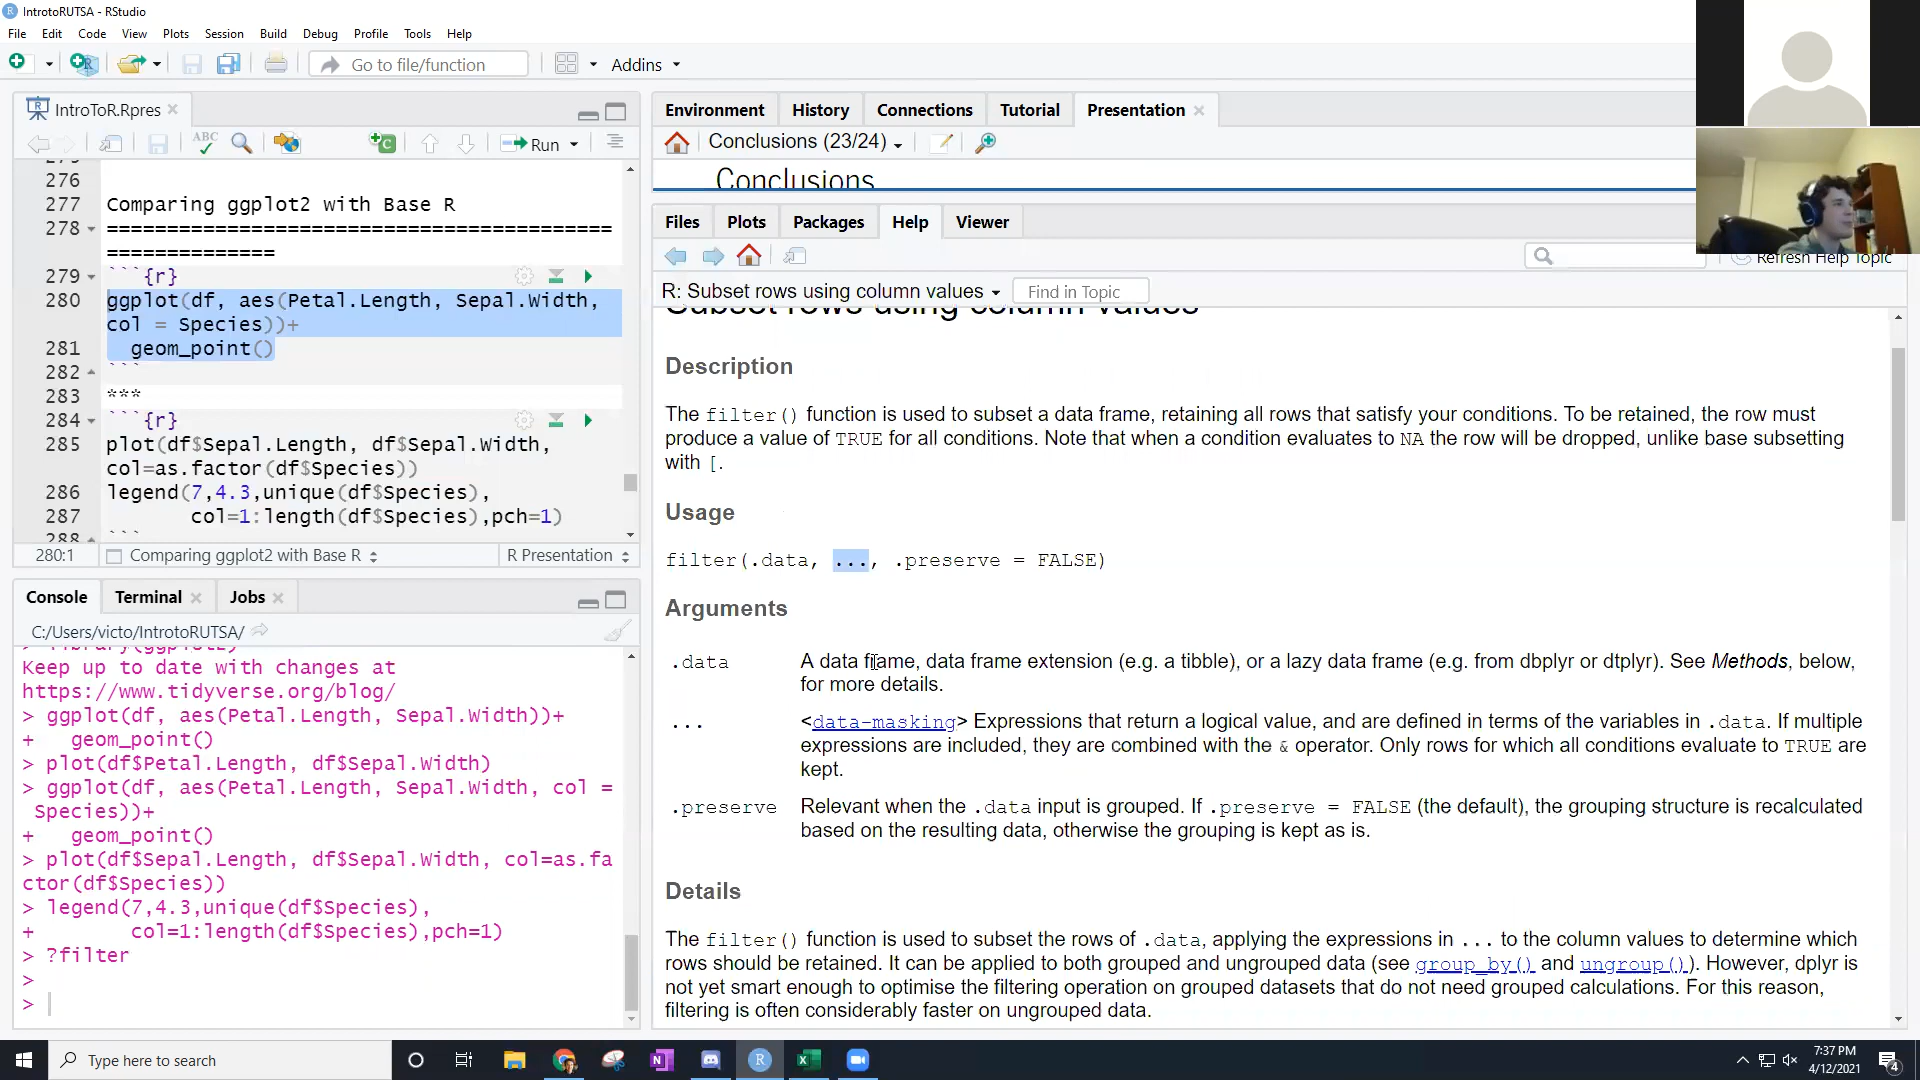 IntrotoRUTSA - RStudio
File Edit Code View Plots Session Build Debug Profile Tools Help
Go to file/function
Addins
IntroToR.Rpres
ABC
Run
276
277 Comparing ggplot2 with Base R
278 ==========================================
==============
279 ```{r}
280 ggplot(df, aes(Petal.Length, Sepal.Width,
col = Species))+
281 geom_point()
282 ```
283 ***
284 ```{r}
285 plot(df$Sepal.Length, df$Sepal.Width,
col=as.factor(df$Species))
286 legend(7,4.3,unique(df$Species),
287 col=1:length(df$Species),pch=1)
288 ```
280:1 Comparing ggplot2 with Base R R Presentation
Console Terminal Jobs
C:/Users/victo/IntrotoRUTSA/
Keep up to date with changes at
https://www.tidyverse.org/blog/
> ggplot(df, aes(Petal.Length, Sepal.Width))+
+ geom_point()
> plot(df$Petal.Length, df$Sepal.Width)
> ggplot(df, aes(Petal.Length, Sepal.Width, col =
Species))+
+ geom_point()
> plot(df$Sepal.Length, df$Sepal.Width, col=as.fa
ctor(df$Species))
> legend(7,4.3,unique(df$Species),
+ col=1:length(df$Species),pch=1)
> ?filter
>
>
Environment History Connections Tutorial Presentation
Conclusions (23/24)
Conclusions
Files Plots Packages Help Viewer
Refresh Help Topic
R: Subset rows using column values Find in Topic
Subset rows using column values
Description
The filter() function is used to subset a data frame, retaining all rows that satisfy your conditions. To be retained, the row must
produce a value of TRUE for all conditions. Note that when a condition evaluates to NA the row will be dropped, unlike base subsetting
with [.
Usage
filter(.data, ..., .preserve = FALSE)
Arguments
.data A data frame, data frame extension (e.g. a tibble), or a lazy data frame (e.g. from dbplyr or dtplyr). See Methods, below,
for more details.
... <data-masking> Expressions that return a logical value, and are defined in terms of the variables in .data. If multiple
expressions are included, they are combined with the & operator. Only rows for which all conditions evaluate to TRUE are
kept.
.preserve Relevant when the .data input is grouped. If .preserve = FALSE (the default), the grouping structure is recalculated
based on the resulting data, otherwise the grouping is kept as is.
Details
The filter() function is used to subset the rows of .data, applying the expressions in ... to the column values to determine which
rows should be retained. It can be applied to both grouped and ungrouped data (see group_by() and ungroup()). However, dplyr is
not yet smart enough to optimise the filtering operation on grouped datasets that do not need grouped calculations. For this reason,
filtering is often considerably faster on ungrouped data.
Type here to search
7:37 PM
4/12/2021
4